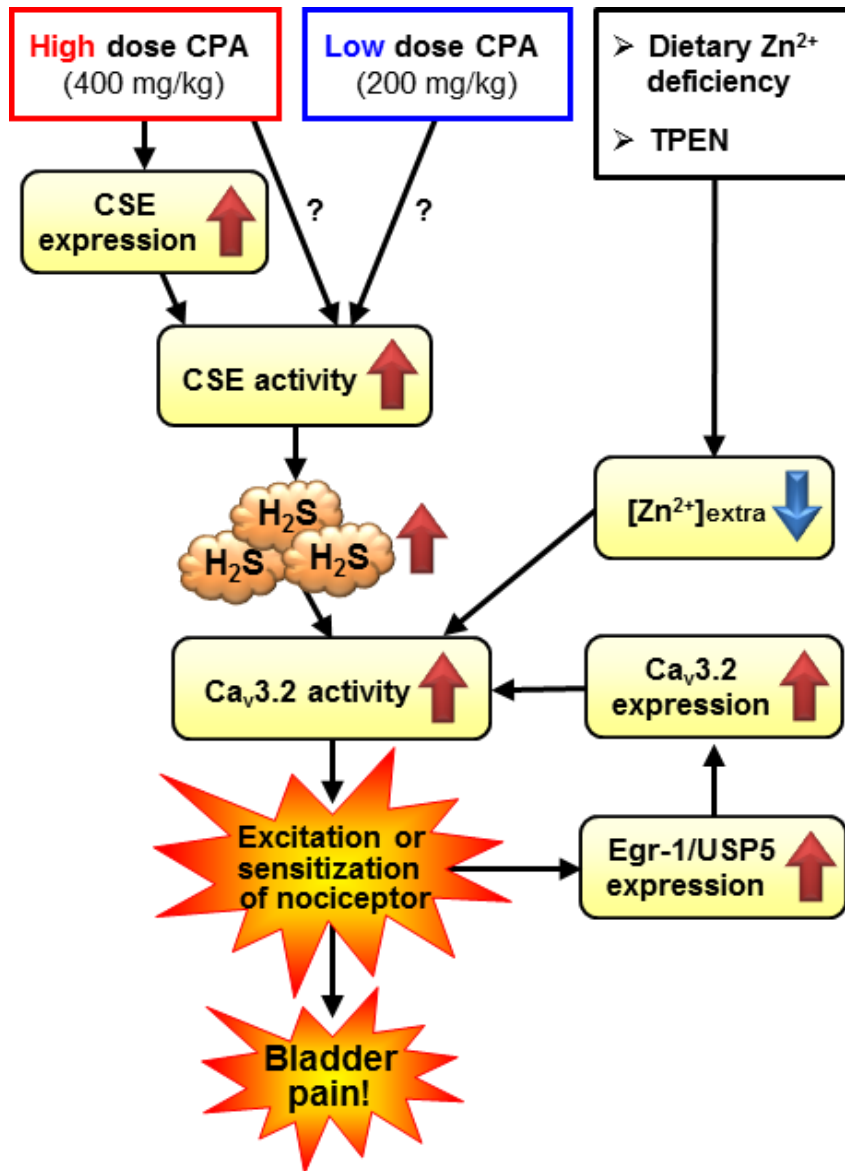 High dose CPA
(400 mg/kg)
Low dose CPA
(200 mg/kg)
➢ Dietary Zn²⁺
deficiency
➢ TPEN
CSE
expression
?
?
CSE activity
H₂S
H₂S
H₂S
[Zn²⁺]extra
Caᵥ3.2 activity
Caᵥ3.2
expression
Excitation or
sensitization
of nociceptor
Egr-1/USP5
expression
Bladder
pain!